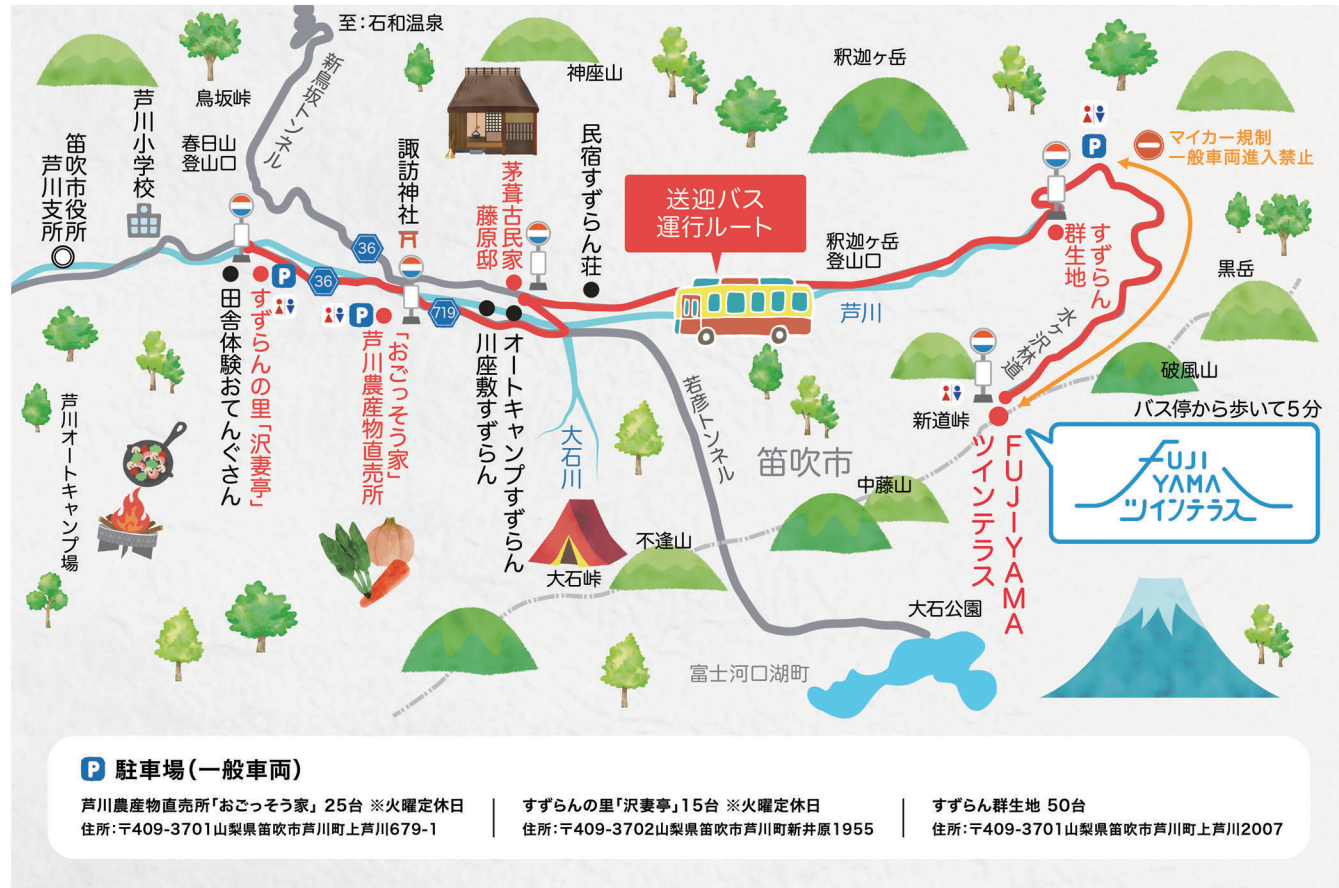 至:石和温泉
新鳥坂トンネル
鳥坂峠
神座山
釈迦ヶ岳
マイカー規制
一般車両進入禁止
P
笛吹市役所
芦川支所
芦川小学校
春日山
登山口
諏訪神社
茅葺古民家
藤原邸
民宿すずらん荘
送迎バス
運行ルート
釈迦ヶ岳
登山口
すずらん
群生地
黒岳
36
36
719
P
P
芦川
水ヶ沢林道
破風山
新道峠
バス停から歩いて5分
FUJI
YAMA
ツインテラス
FUJIYAMA
ツインテラス
田舎体験おてんぐさん
すずらんの里「沢妻亭」
「おごっそう家」
芦川農産物直売所
川座敷すずらん
オートキャンプすずらん
大石川
若彦トンネル
笛吹市
中藤山
不逢山
大石峠
芦川オートキャンプ場
大石公園
富士河口湖町
P 駐車場(一般車両)
芦川農産物直売所「おごっそう家」 25台 ※火曜定休日
住所:〒409-3701山梨県笛吹市芦川町上芦川679-1
すずらんの里「沢妻亭」15台 ※火曜定休日
住所:〒409-3702山梨県笛吹市芦川町新井原1955
すずらん群生地 50台
住所:〒409-3701山梨県笛吹市芦川町上芦川2007